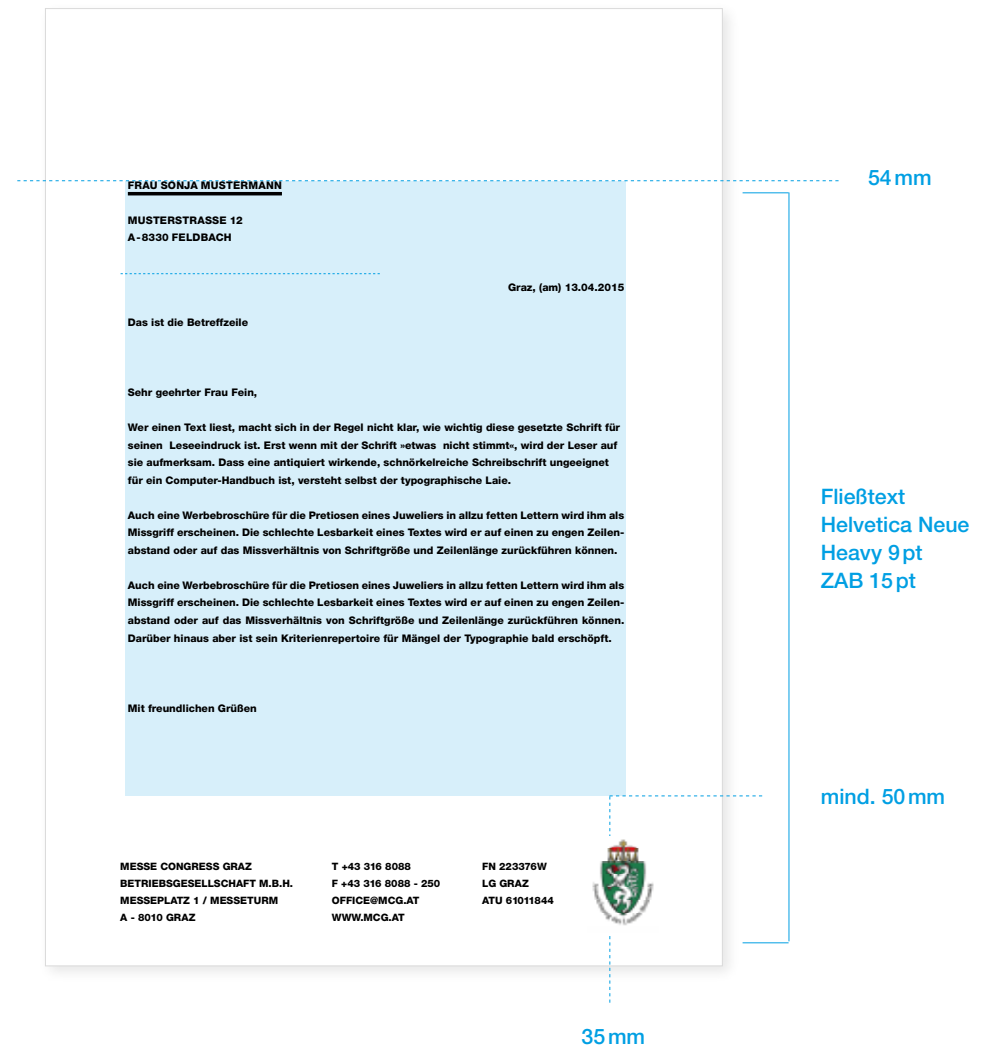 FRAU SONJA MUSTERMANN
54 mm
MUSTERSTRASSE 12
A-8330 FELDBACH
Graz, (am) 13.04.2015
Das ist die Betreffzeile
Sehr geehrter Frau Fein,
Wer einen Text liest, macht sich in der Regel nicht klar, wie wichtig diese gesetzte Schrift für
seinen Leseeindruck ist. Erst wenn mit der Schrift »etwas nicht stimmt«, wird der Leser auf
sie aufmerksam. Dass eine antiquiert wirkende, schnörkelreiche Schreibschrift ungeeignet
für ein Computer-Handbuch ist, versteht selbst der typographische Laie.
Auch eine Werbebroschüre für die Pretiosen eines Juweliers in allzu fetten Lettern wird ihm als
Missgriff erscheinen. Die schlechte Lesbarkeit eines Textes wird er auf einen zu engen Zeilen-
abstand oder auf das Missverhältnis von Schriftgröße und Zeilenlänge zurückführen können.
Auch eine Werbebroschüre für die Pretiosen eines Juweliers in allzu fetten Lettern wird ihm als
Missgriff erscheinen. Die schlechte Lesbarkeit eines Textes wird er auf einen zu engen Zeilen-
abstand oder auf das Missverhältnis von Schriftgröße und Zeilenlänge zurückführen können.
Darüber hinaus aber ist sein Kriterienrepertoire für Mängel der Typographie bald erschöpft.
Mit freundlichen Grüßen
Fließtext
Helvetica Neue
Heavy 9 pt
ZAB 15 pt
mind. 50 mm
MESSE CONGRESS GRAZ
BETRIEBSGESELLSCHAFT M.B.H.
MESSEPLATZ 1 / MESSETURM
A - 8010 GRAZ
T +43 316 8088
F +43 316 8088 - 250
OFFICE@MCG.AT
WWW.MCG.AT
FN 223376W
LG GRAZ
ATU 61011844
35 mm